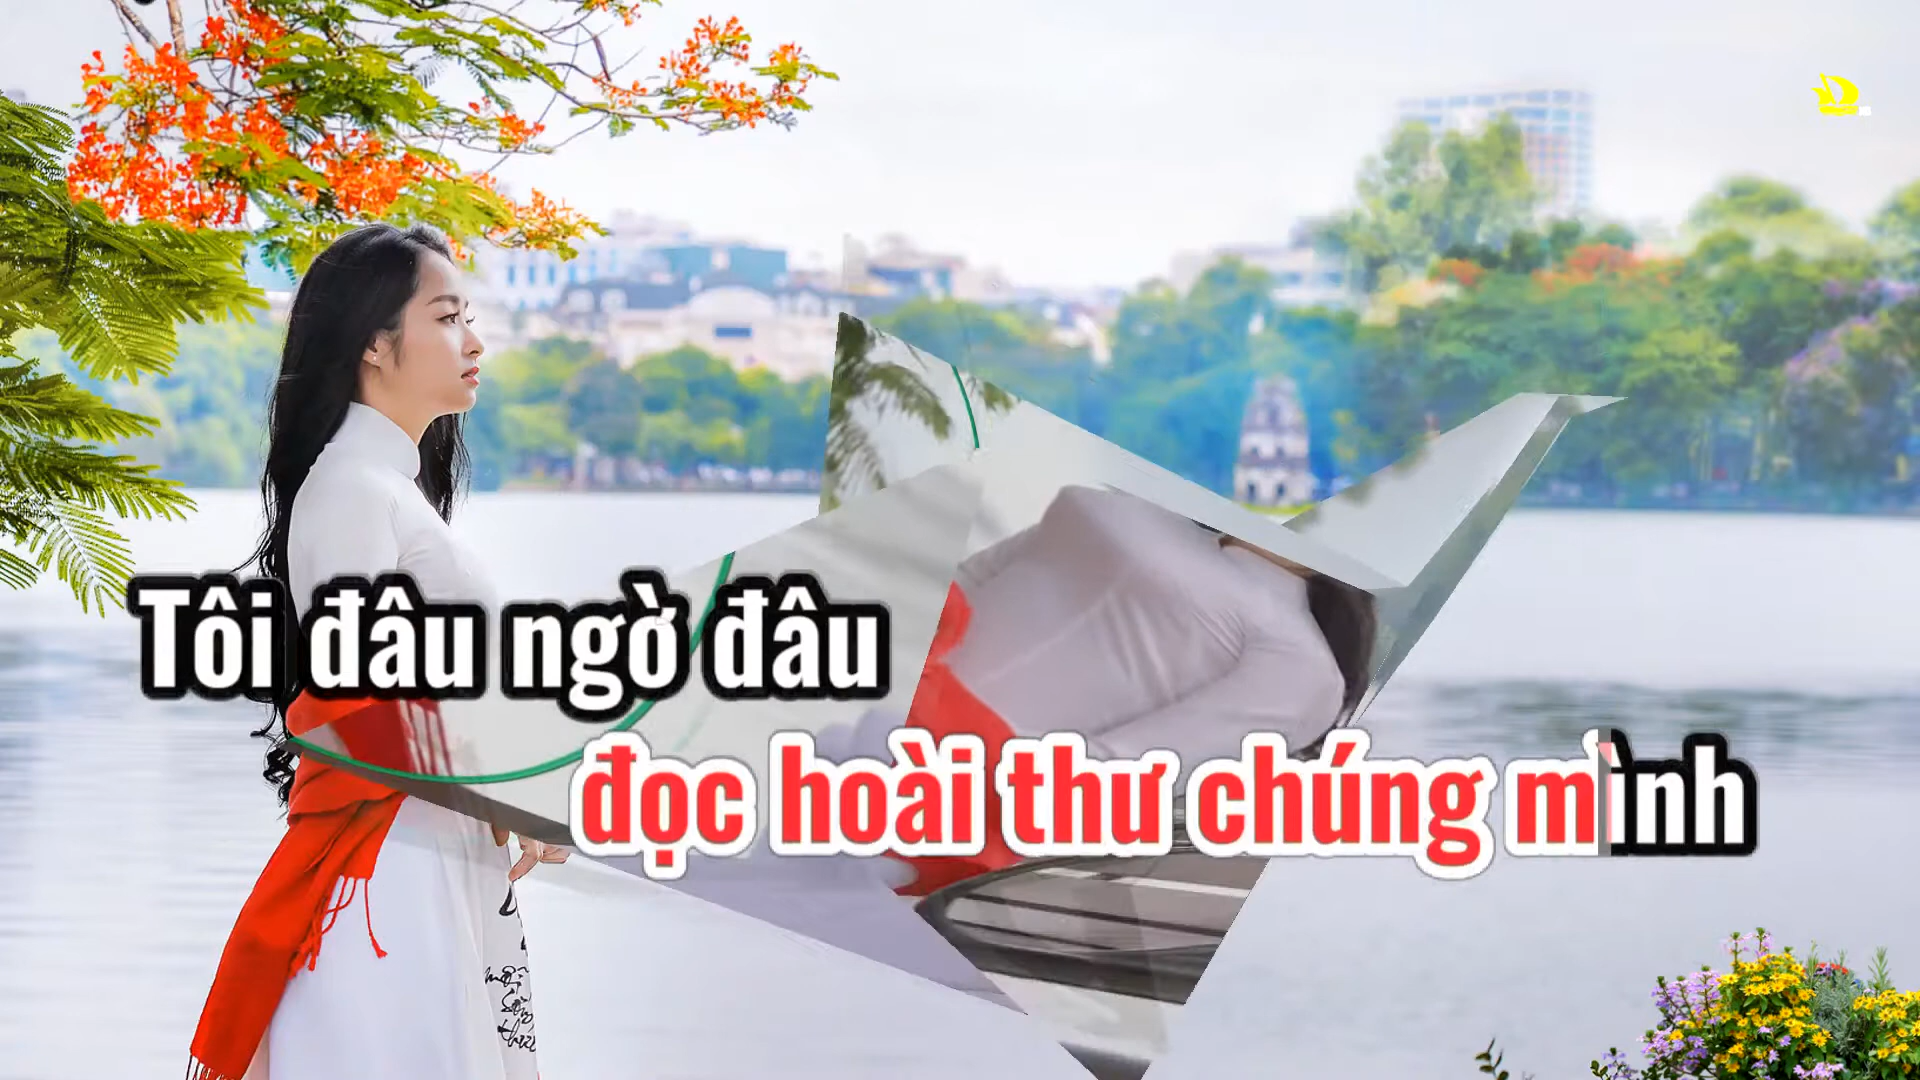 Tôi đâu ngờ đâu
đọc hoài thư chúng mình